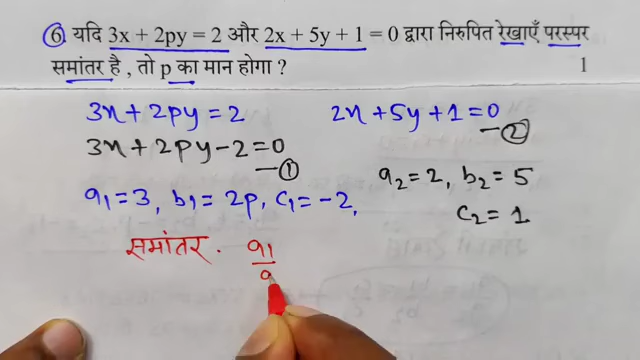 ⑥ यदि 3x + 2py = 2 और 2x + 5y + 1 = 0 द्वारा निरुपित रेखाएँ परस्पर
समांतर है , तो p का मान होगा ? 1
3x + 2py = 2
2x + 5y + 1 = 0 —②
3x + 2py - 2 = 0 —①
a₂ = 2, b₂ = 5
a₁ = 3, b₁ = 2p, c₁ = -2,
c₂ = 1
समांतर. a₁/a